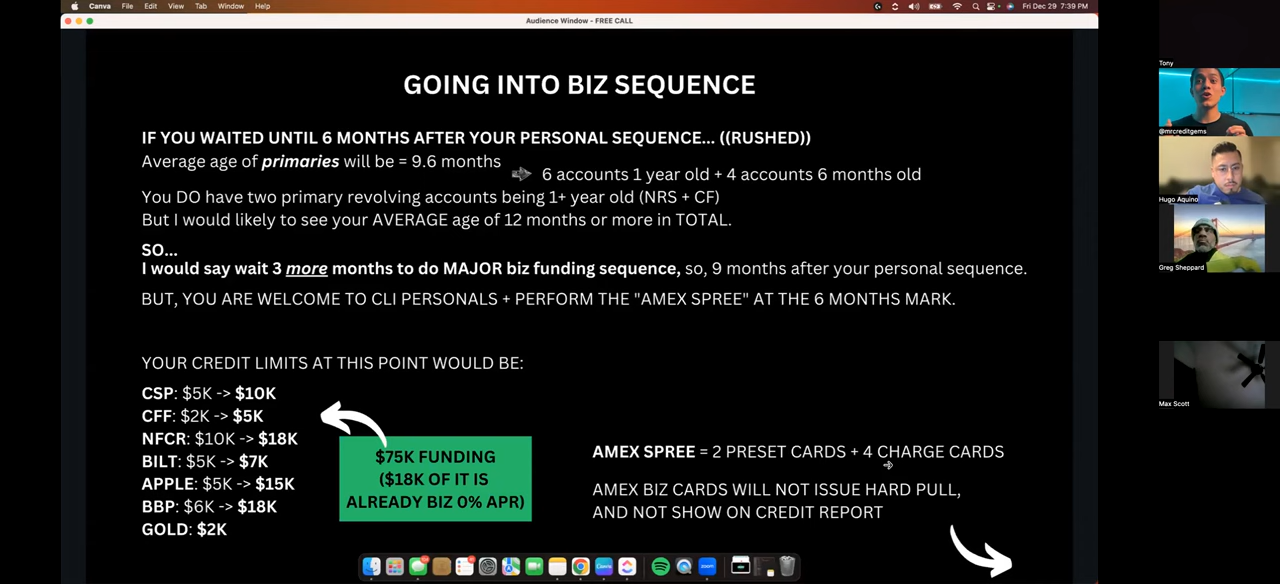 Canva File Edit View Tab Window Help
Fri Dec 29 7:39 PM
Audience Window - FREE CALL
GOING INTO BIZ SEQUENCE
IF YOU WAITED UNTIL 6 MONTHS AFTER YOUR PERSONAL SEQUENCE... ((RUSHED))
Average age of primaries will be = 9.6 months
6 accounts 1 year old + 4 accounts 6 months old
You DO have two primary revolving accounts being 1+ year old (NRS + CF)
But I would likely to see your AVERAGE age of 12 months or more in TOTAL.
SO...
I would say wait 3 more months to do MAJOR biz funding sequence, so, 9 months after your personal sequence.
BUT, YOU ARE WELCOME TO CLI PERSONALS + PERFORM THE "AMEX SPREE" AT THE 6 MONTHS MARK.
YOUR CREDIT LIMITS AT THIS POINT WOULD BE:
CSP: $5K -> $10K
CFF: $2K -> $5K
NFCR: $10K -> $18K
BILT: $5K -> $7K
APPLE: $5K -> $15K
BBP: $6K -> $18K
GOLD: $2K
$75K FUNDING
($18K OF IT IS
ALREADY BIZ 0% APR)
AMEX SPREE = 2 PRESET CARDS + 4 CHARGE CARDS
AMEX BIZ CARDS WILL NOT ISSUE HARD PULL,
AND NOT SHOW ON CREDIT REPORT
Tony
@mrcreditgems
Hugo Aquino
Greg Sheppard
Max Scott